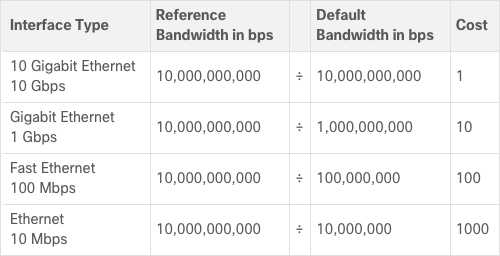 Interface Type Reference Bandwidth in bps Default Bandwidth in bps Cost
10 Gigabit Ethernet
10 Gbps 10,000,000,000 ÷ 10,000,000,000 1
Gigabit Ethernet
1 Gbps 10,000,000,000 ÷ 1,000,000,000 10
Fast Ethernet
100 Mbps 10,000,000,000 ÷ 100,000,000 100
Ethernet
10 Mbps 10,000,000,000 ÷ 10,000,000 1000